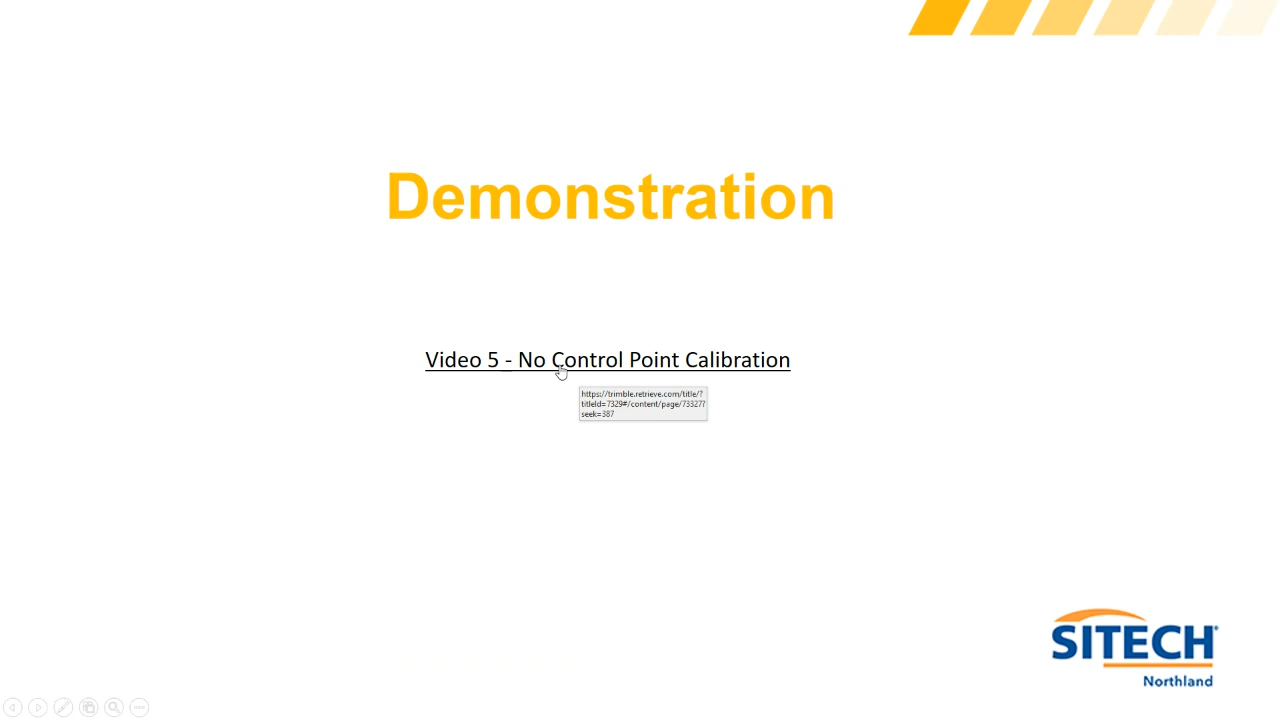 Demonstration
Video 5 - No Control Point Calibration
https://trimble.retrieve.com/title/?
titleId=7329#/content/page/73327?
seek=387
SITECH®
Northland